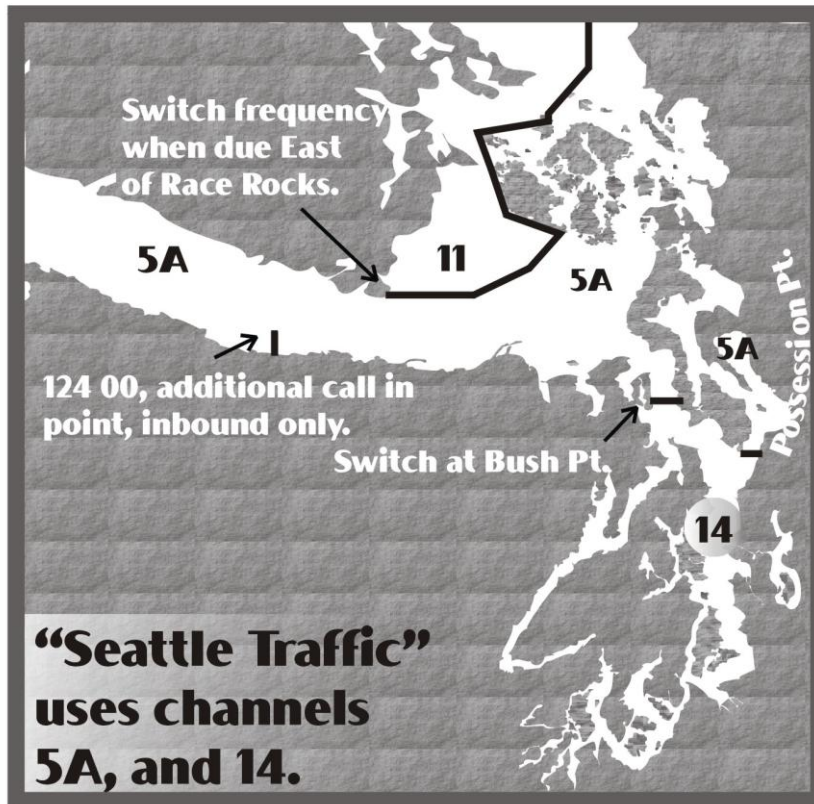 Switch frequency
when due East
of Race Rocks.
5A
11
5A
5A
Possession Pt.
124 00, additional call in
point, inbound only.
Switch at Bush Pt.
14
“Seattle Traffic”
uses channels
5A, and 14.